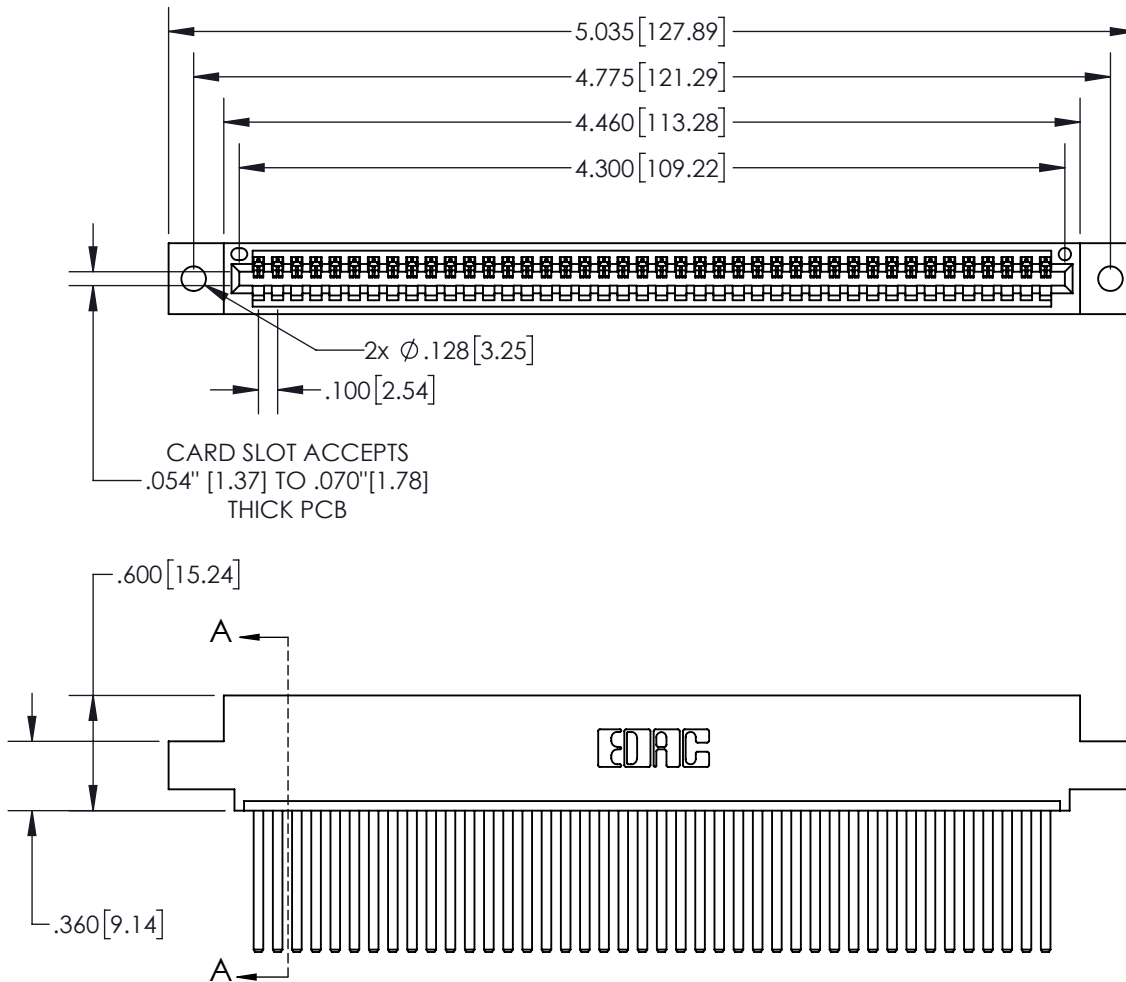 5.035[127.89]
4.775[121.29]
4.460[113.28]
4.300[109.22]
2x Ø.128[3.25]
.100[2.54]
CARD SLOT ACCEPTS
.054" [1.37] TO .070"[1.78]
THICK PCB
.600[15.24]
A
EDAC
.360[9.14]
A